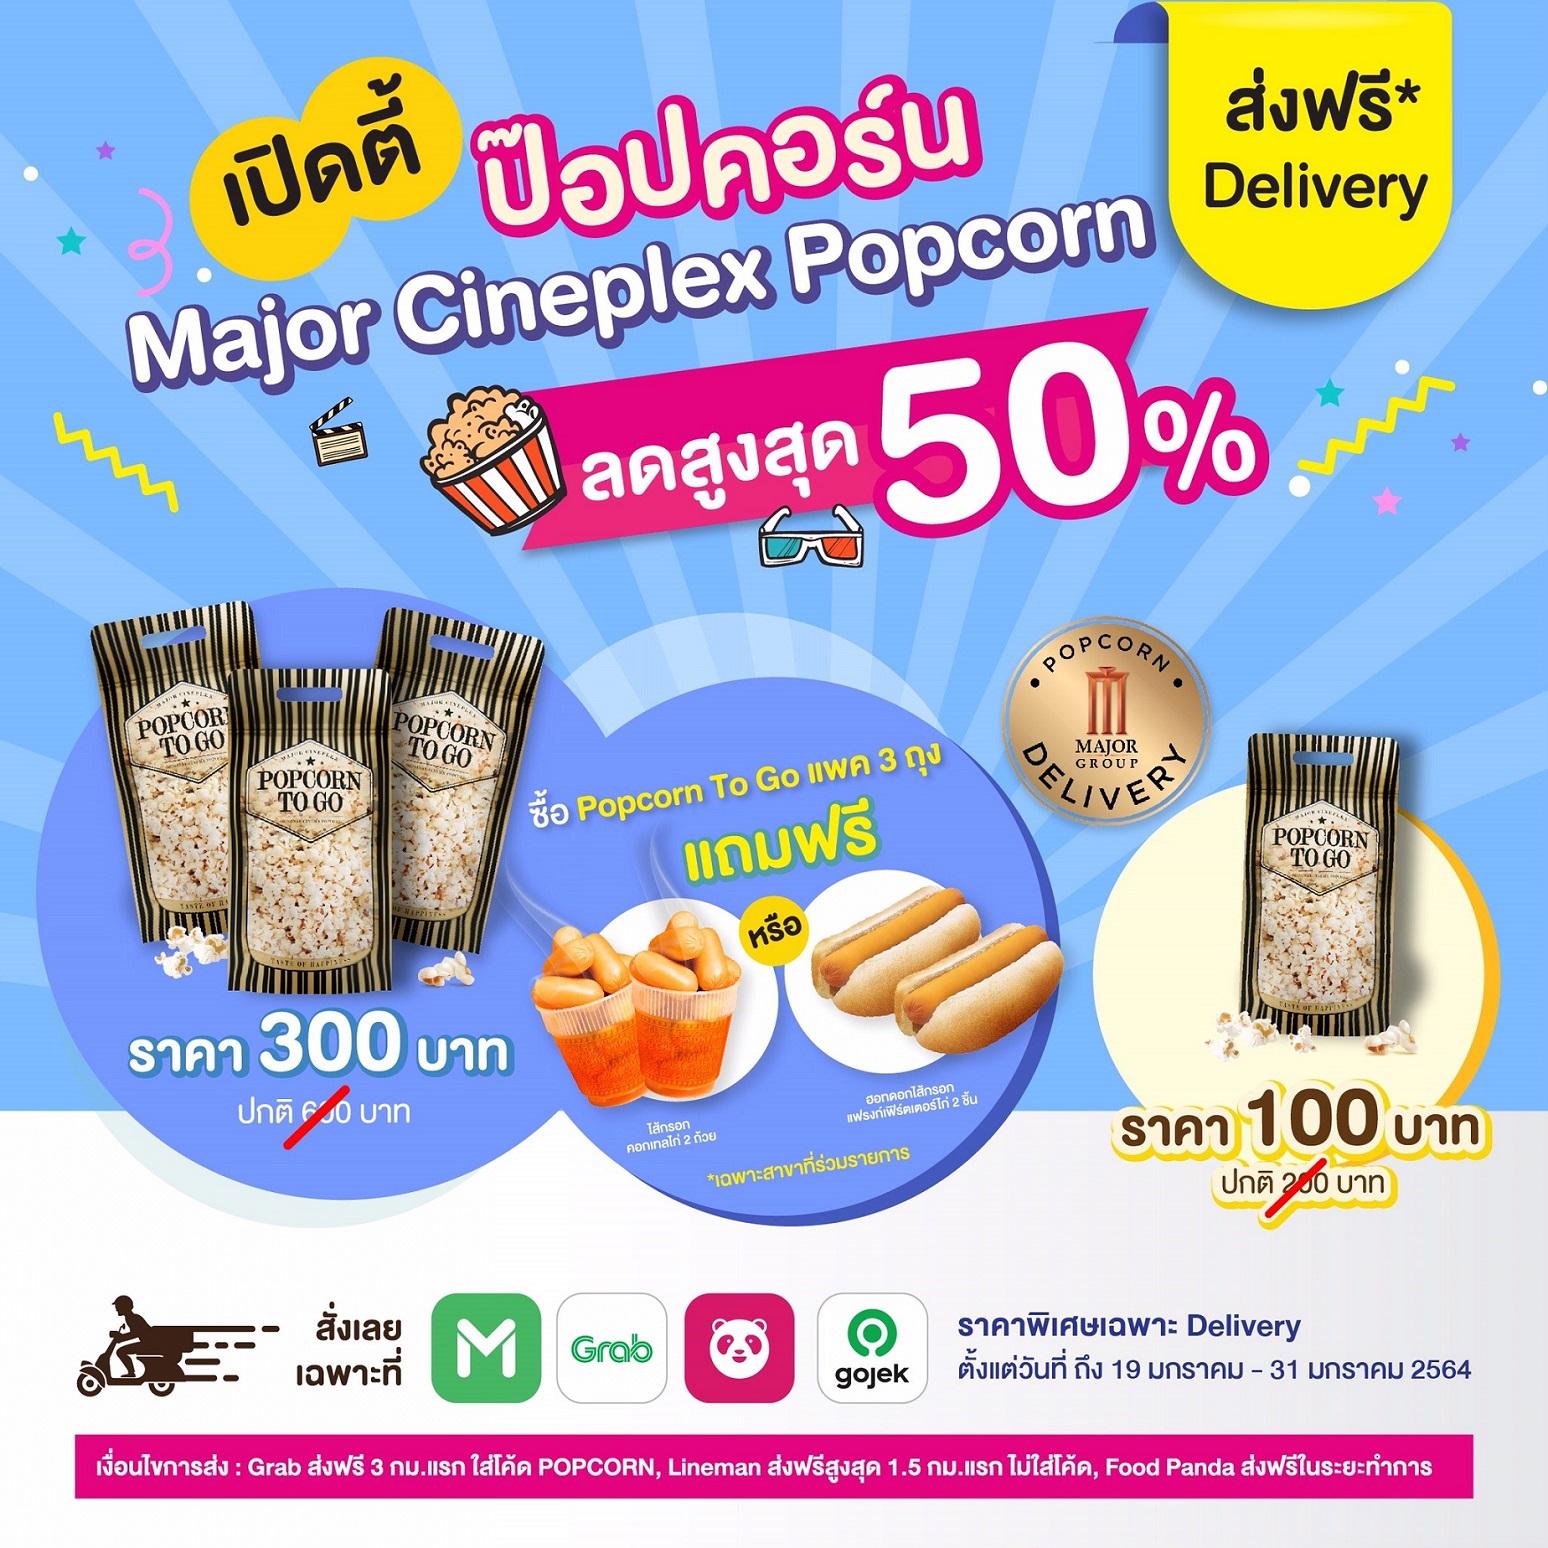 ส่งฟรี*
Delivery
เปิดตี้
ป๊อปคอร์น
Major Cineplex Popcorn
ลดสูงสุด 50%
POPCORN
MAJOR
GROUP
DELIVERY
MAJOR CINEPLEX
POPCORN
TO GO
MAJOR CINEPLEX
POPCORN
TO GO
TASTE OF HAPPINESS
MAJOR CINEPLEX
POPCORN
TO GO
ซื้อ Popcorn To Go แพค 3 ถุง
แถมฟรี
หรือ
ราคา 300 บาท
ปกติ 600 บาท
ไส้กรอก
คอกเทลไก่ 2 ถ้วย
ฮอทดอกไส้กรอก
แฟรงก์เฟิร์ตเตอร์ไก่ 2 ชิ้น
*เฉพาะสาขาที่ร่วมรายการ
MAJOR CINEPLEX
POPCORN
TO GO
TASTE OF HAPPINESS
ราคา 100 บาท
ปกติ 200 บาท
สั่งเลย
เฉพาะที่
Grab
gojek
ราคาพิเศษเฉพาะ Delivery
ตั้งแต่วันที่ ถึง 19 มกราคม - 31 มกราคม 2564
เงื่อนไขการส่ง : Grab ส่งฟรี 3 กม.แรก ใส่โค้ด POPCORN, Lineman ส่งฟรีสูงสุด 1.5 กม.แรก ไม่ใส่โค้ด, Food Panda ส่งฟรีในระยะทำการ